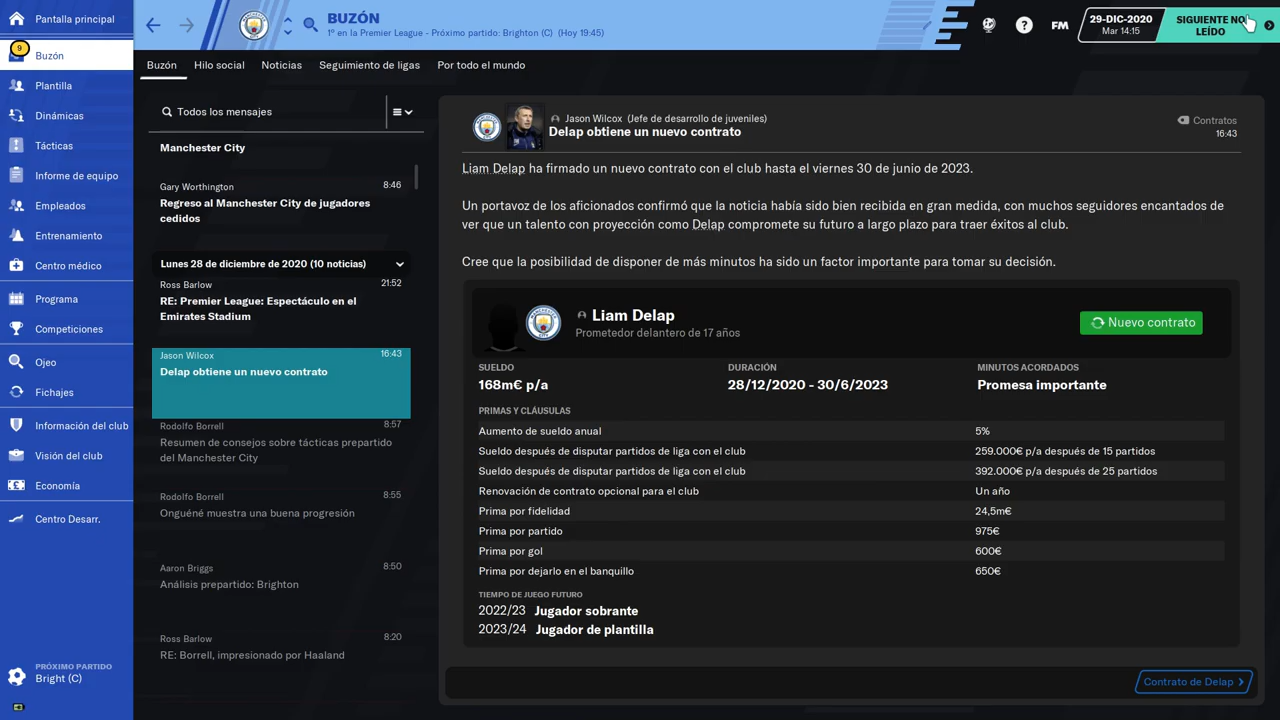 Pantalla principal
9
Buzón
Plantilla
Dinámicas
Tácticas
Informe de equipo
Empleados
Entrenamiento
Centro médico
Programa
Competiciones
Ojeo
Fichajes
Información del club
Visión del club
Economía
Centro Desarr.
PRÓXIMO PARTIDO
Bright (C)
BUZÓN
1º en la Premier League - Próximo partido: Brighton (C) (Hoy 19:45)
FM
29-DIC-2020
Mar 14:15
SIGUIENTE NO
LEÍDO
Buzón Hilo social Noticias Seguimiento de ligas Por todo el mundo
Todos los mensajes
Manchester City
Gary Worthington 8:46
Regreso al Manchester City de jugadores
cedidos
Lunes 28 de diciembre de 2020 (10 noticias)
Ross Barlow 21:52
RE: Premier League: Espectáculo en el
Emirates Stadium
Jason Wilcox 16:43
Delap obtiene un nuevo contrato
Rodolfo Borrell 8:57
Resumen de consejos sobre tácticas prepartido
del Manchester City
Rodolfo Borrell 8:55
Onguéné muestra una buena progresión
Aaron Briggs 8:50
Análisis prepartido: Brighton
Ross Barlow 8:20
RE: Borrell, impresionado por Haaland
Jason Wilcox (Jefe de desarrollo de juveniles)
Delap obtiene un nuevo contrato
Contratos
16:43
Liam Delap ha firmado un nuevo contrato con el club hasta el viernes 30 de junio de 2023.
Un portavoz de los aficionados confirmó que la noticia había sido bien recibida en gran medida, con muchos seguidores encantados de
ver que un talento con proyección como Delap compromete su futuro a largo plazo para traer éxitos al club.
Cree que la posibilidad de disponer de más minutos ha sido un factor importante para tomar su decisión.
Liam Delap
Prometedor delantero de 17 años
Nuevo contrato
SUELDO DURACIÓN MINUTOS ACORDADOS
168m€ p/a 28/12/2020 - 30/6/2023 Promesa importante
PRIMAS Y CLÁUSULAS
Aumento de sueldo anual 5%
Sueldo después de disputar partidos de liga con el club 259.000€ p/a después de 15 partidos
Sueldo después de disputar partidos de liga con el club 392.000€ p/a después de 25 partidos
Renovación de contrato opcional para el club Un año
Prima por fidelidad 24,5m€
Prima por partido 975€
Prima por gol 600€
Prima por dejarlo en el banquillo 650€
TIEMPO DE JUEGO FUTURO
2022/23 Jugador sobrante
2023/24 Jugador de plantilla
Contrato de Delap